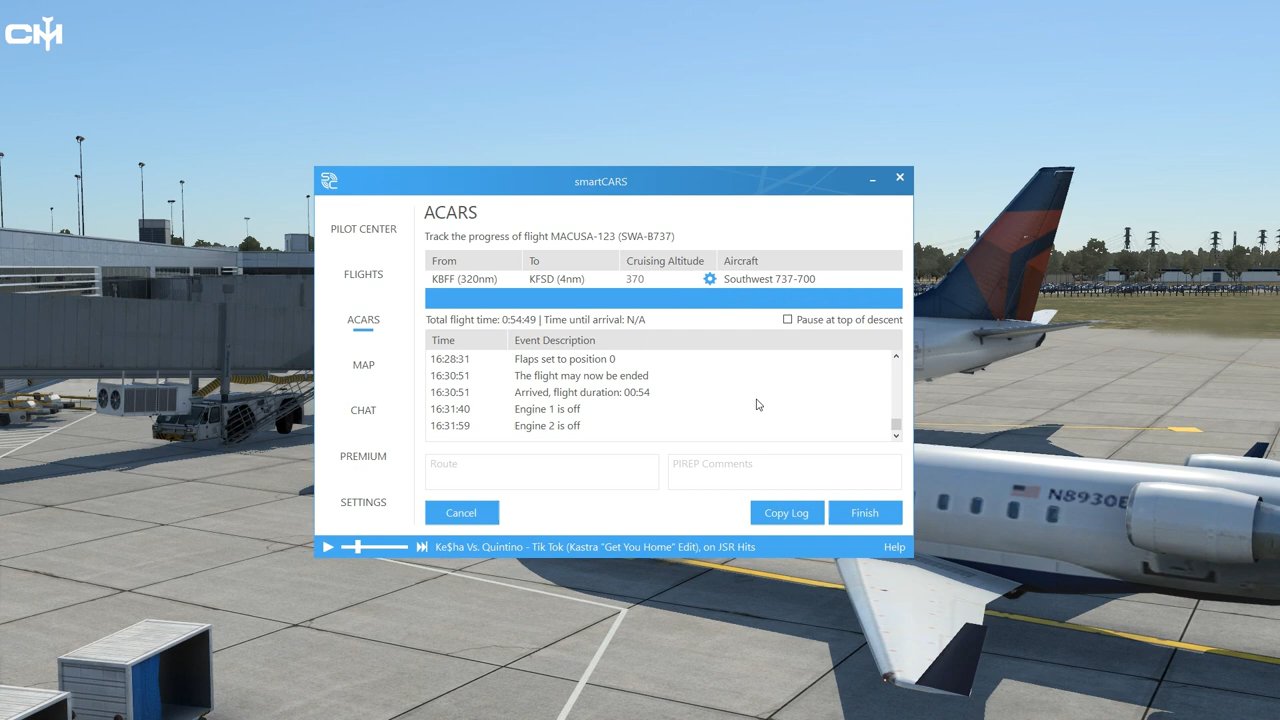 CM
smartCARS
ACARS
Track the progress of flight MACUSA-123 (SWA-B737)
PILOT CENTER
FLIGHTS
ACARS
MAP
CHAT
PREMIUM
SETTINGS
From To Cruising Altitude Aircraft
KBFF (320nm) KFSD (4nm) 370 Southwest 737-700
Total flight time: 0:54:49 | Time until arrival: N/A Pause at top of descent
Time Event Description
16:28:31 Flaps set to position 0
16:30:51 The flight may now be ended
16:30:51 Arrived, flight duration: 00:54
16:31:40 Engine 1 is off
16:31:59 Engine 2 is off
Route PIREP Comments
Cancel Copy Log Finish
Ke$ha Vs. Quintino - Tik Tok (Kastra "Get You Home" Edit), on JSR Hits Help
N8930E